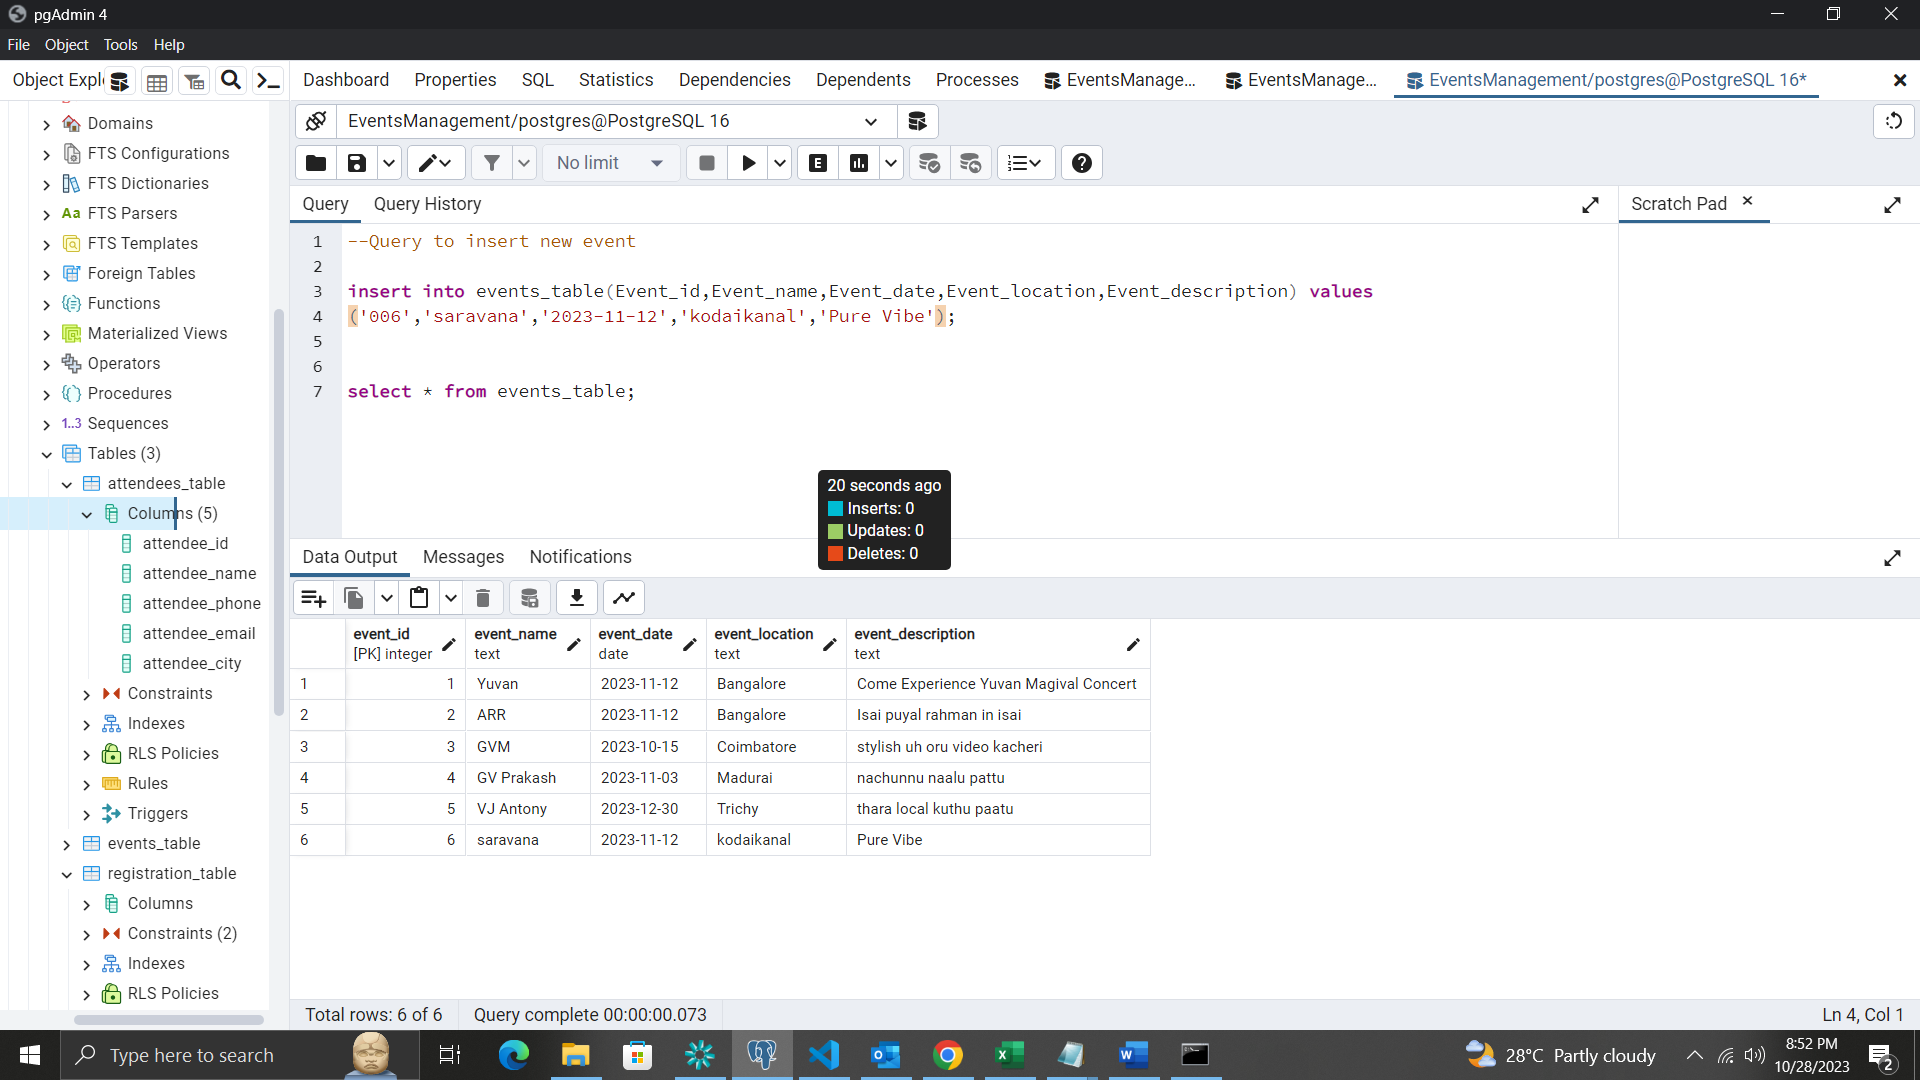 pgAdmin 4
File Object Tools Help
Object Explo
Dashboard Properties SQL Statistics Dependencies Dependents Processes EventsManage... EventsManage... EventsManagement/postgres@PostgreSQL 16*
Domains
FTS Configurations
FTS Dictionaries
Aa FTS Parsers
FTS Templates
Foreign Tables
Functions
Materialized Views
Operators
Procedures
1..3 Sequences
Tables (3)
attendees_table
Columns (5)
attendee_id
attendee_name
attendee_phone
attendee_email
attendee_city
Constraints
Indexes
RLS Policies
Rules
Triggers
events_table
registration_table
Columns
Constraints (2)
Indexes
RLS Policies
EventsManagement/postgres@PostgreSQL 16
No limit E
Query Query History
Scratch Pad
1 --Query to insert new event
2
3 insert into events_table(Event_id,Event_name,Event_date,Event_location,Event_description) values
4 ('006','saravana','2023-11-12','kodaikanal','Pure Vibe');
5
6
7 select * from events_table;
20 seconds ago
Inserts: 0
Updates: 0
Deletes: 0
Data Output Messages Notifications
event_id event_name event_date event_location event_description
[PK] integer text date text text
1 1 Yuvan 2023-11-12 Bangalore Come Experience Yuvan Magival Concert
2 2 ARR 2023-11-12 Bangalore Isai puyal rahman in isai
3 3 GVM 2023-10-15 Coimbatore stylish uh oru video kacheri
4 4 GV Prakash 2023-11-03 Madurai nachunnu naalu pattu
5 5 VJ Antony 2023-12-30 Trichy thara local kuthu paatu
6 6 saravana 2023-11-12 kodaikanal Pure Vibe
Total rows: 6 of 6 Query complete 00:00:00.073
Ln 4, Col 1
Type here to search
28°C Partly cloudy
8:52 PM
10/28/2023
2